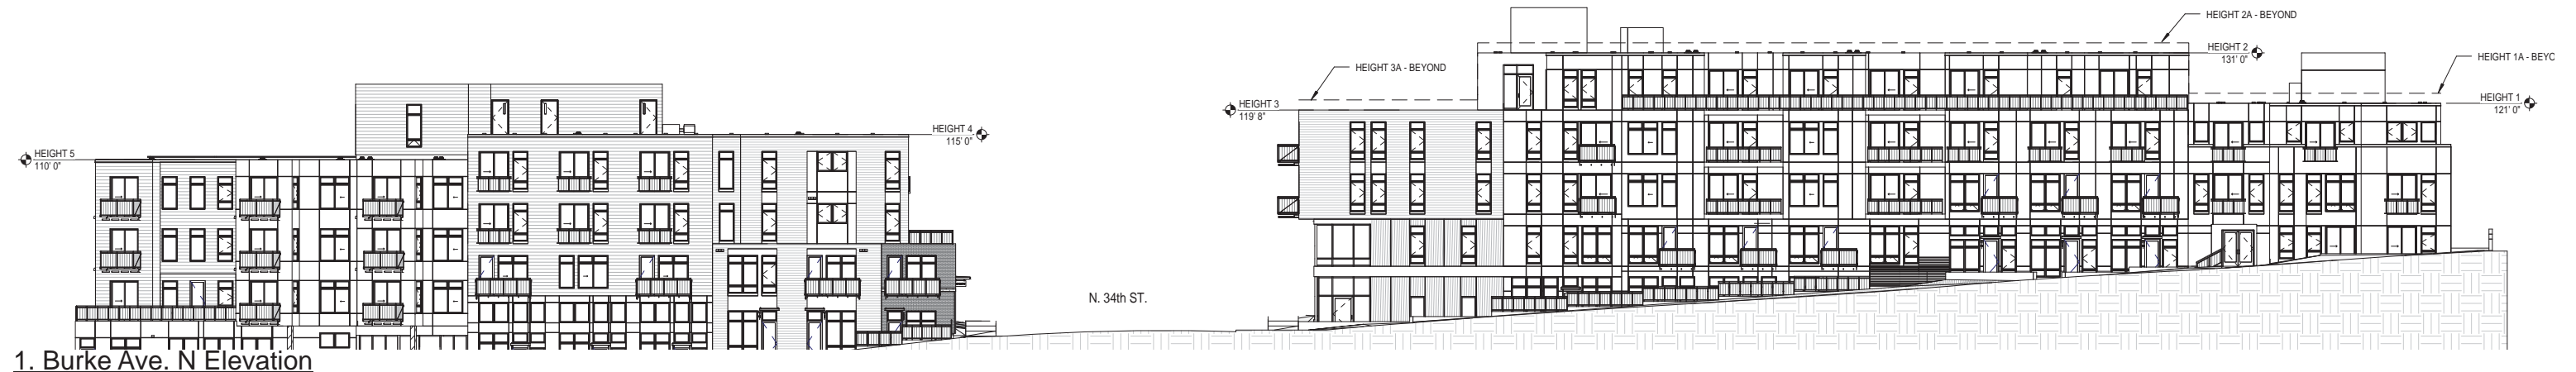 HEIGHT 2A - BEYOND
HEIGHT 2
131' 0"
HEIGHT 1A - BEYC
HEIGHT 3A - BEYOND
HEIGHT 3
119' 8"
HEIGHT 1
121' 0"
HEIGHT 4
115' 0"
HEIGHT 5
110' 0"
N. 34th ST.
1. Burke Ave. N Elevation